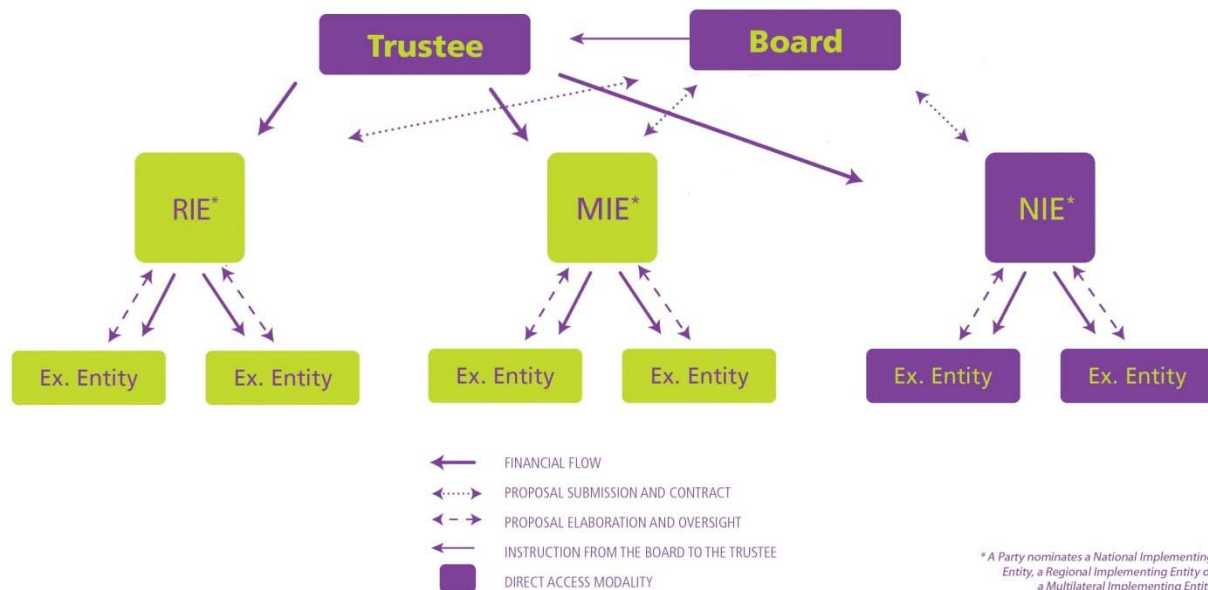 Trustee
Board
RIE*
MIE*
NIE*
Ex. Entity
Ex. Entity
Ex. Entity
Ex. Entity
Ex. Entity
Ex. Entity
FINANCIAL FLOW
PROPOSAL SUBMISSION AND CONTRACT
PROPOSAL ELABORATION AND OVERSIGHT
INSTRUCTION FROM THE BOARD TO THE TRUSTEE
DIRECT ACCESS MODALITY
* A Party nominates a National Implementing
Entity, a Regional Implementing Entity o
a Multilateral Implementing Entit